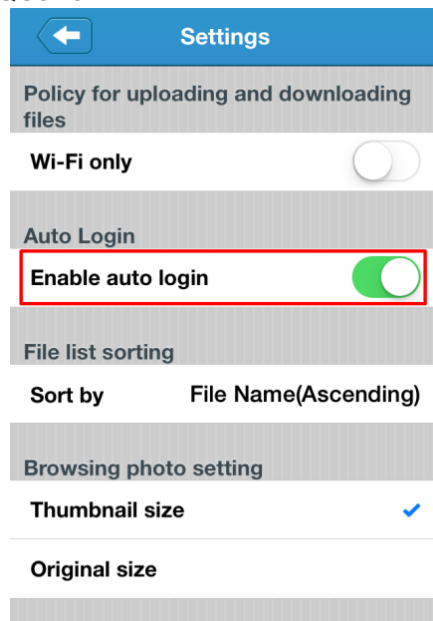 Settings
Policy for uploading and downloading
files
Wi-Fi only
Auto Login
Enable auto login
File list sorting
Sort by File Name(Ascending)
Browsing photo setting
Thumbnail size
Original size